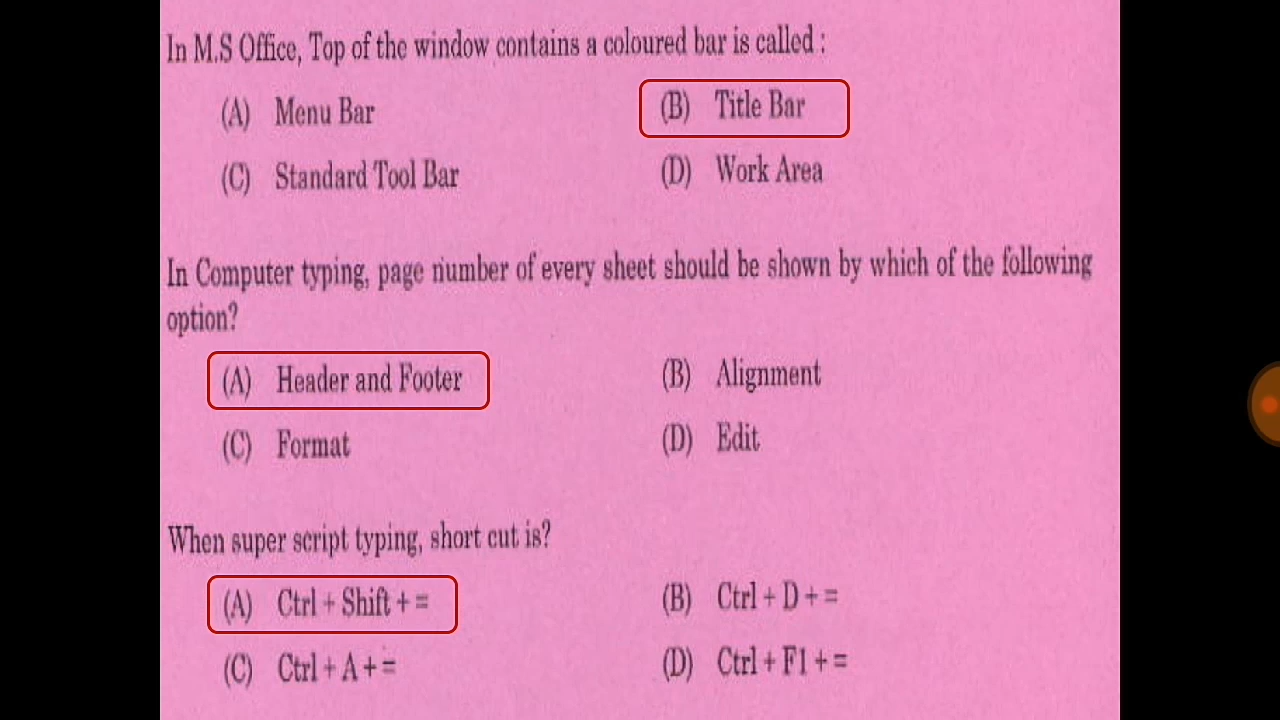 In M.S Office, Top of the window contains a coloured bar is called :
(A) Menu Bar (B) Title Bar
(C) Standard Tool Bar (D) Work Area
In Computer typing, page number of every sheet should be shown by which of the following
option?
(A) Header and Footer (B) Alignment
(C) Format (D) Edit
When super script typing, short cut is?
(A) Ctrl + Shift + = (B) Ctrl + D + =
(C) Ctrl + A + = (D) Ctrl + F1 + =